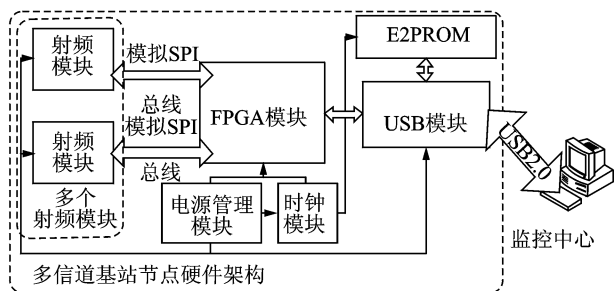 射频
模块
模拟SPI
总线
模拟SPI
总线
射频
模块
多个
射频模块
FPGA模块
E2PROM
USB模块
USB2.0
电源管理
模块
时钟
模块
监控中心
多信道基站节点硬件架构